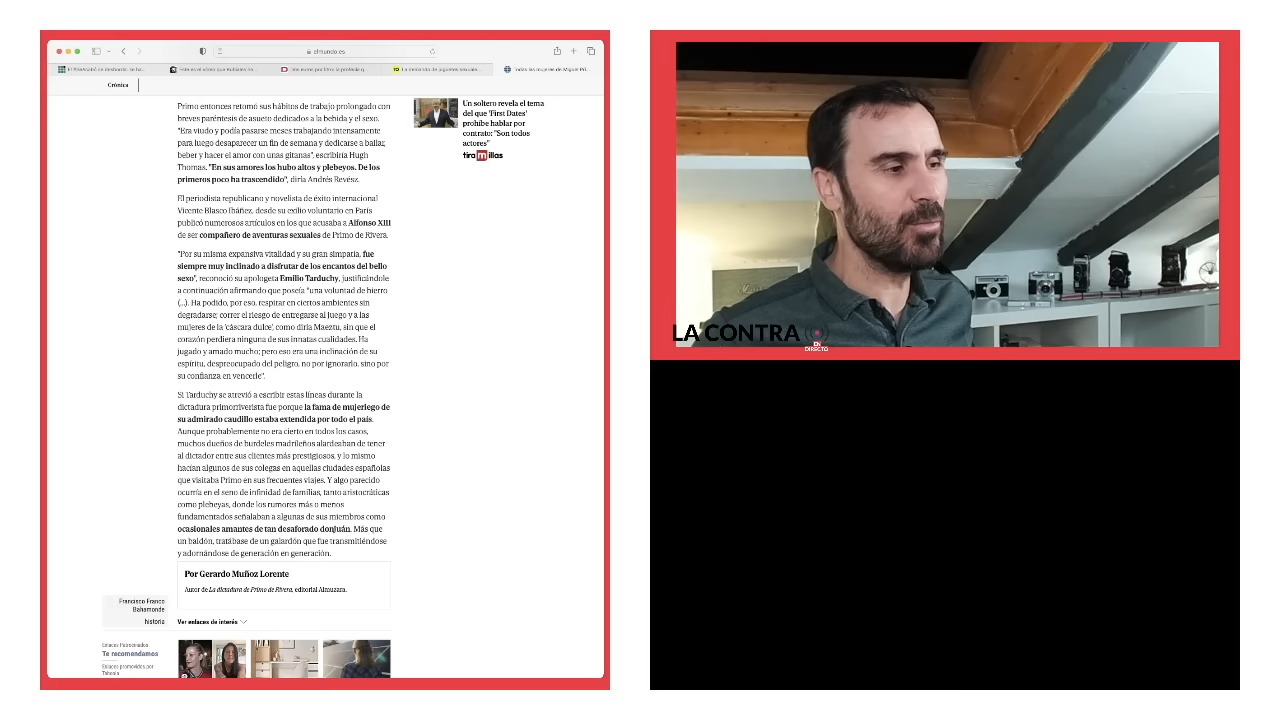 elmundo.es
Crónica
Primo entonces retomó sus hábitos de trabajo prolongado con
breves paréntesis de asueto dedicados a la bebida y el sexo.
"Era viudo y podía pasarse meses trabajando intensamente
para luego desaparecer un fin de semana y dedicarse a bailar,
beber y hacer el amor con unas gitanas", escribiría Hugh
Thomas. "En sus amores los hubo altos y plebeyos. De los
primeros poco ha trascendido", diría Andrés Revész.
El periodista republicano y novelista de éxito internacional
Vicente Blasco Ibáñez, desde su exilio voluntario en París
publicó numerosos artículos en los que acusaba a Alfonso XIII
de ser compañero de aventuras sexuales de Primo de Rivera.
"Por su misma expansiva vitalidad y su gran simpatía, fue
siempre muy inclinado a disfrutar de los encantos del bello
sexo", reconoció su apologeta Emilio Tarduchy, justificándole
a continuación afirmando que poseía "una voluntad de hierro
(...). Ha podido, por eso, respirar en ciertos ambientes sin
degradarse; correr el riesgo de entregarse al juego y a las
mujeres de la 'cáscara dulce', como diría Maeztu, sin que el
corazón perdiera ninguna de sus innatas cualidades. Ha
jugado y amado mucho; pero eso era una inclinación de su
espíritu, despreocupado del peligro, no por ignorarlo, sino por
su confianza en vencerle".
Si Tarduchy se atrevió a escribir estas líneas durante la
dictadura primorriverista fue porque la fama de mujeriego de
su admirado caudillo estaba extendida por todo el país.
Aunque probablemente no era cierto en todos los casos,
muchos dueños de burdeles madrileños alardeaban de tener
al dictador entre sus clientes más prestigiosos, y lo mismo
hacían algunos de sus colegas en aquellas ciudades españolas
que visitaba Primo en sus frecuentes viajes. Y algo parecido
ocurría en el seno de infinidad de familias, tanto aristocráticas
como plebeyas, donde los rumores más o menos
fundamentados señalaban a algunas de sus miembros como
ocasionales amantes de tan desaforado donjuán. Más que
un baldón, tratábase de un galardón que fue transmitiéndose
y adornándose de generación en generación.
Por Gerardo Muñoz Lorente
Autor de La dictadura de Primo de Rivera, editorial Almuzara.
Francisco Franco
Bahamonde
historia
Ver enlaces de interés
Enlaces Patrocinados
Te recomendamos
Enlaces promovidos por
Taboola
Un soltero revela el tema
del que 'First Dates'
prohíbe hablar por
contrato: "Son todos
actores"
tiramillas
LA CONTRA
EN
DIRECTO